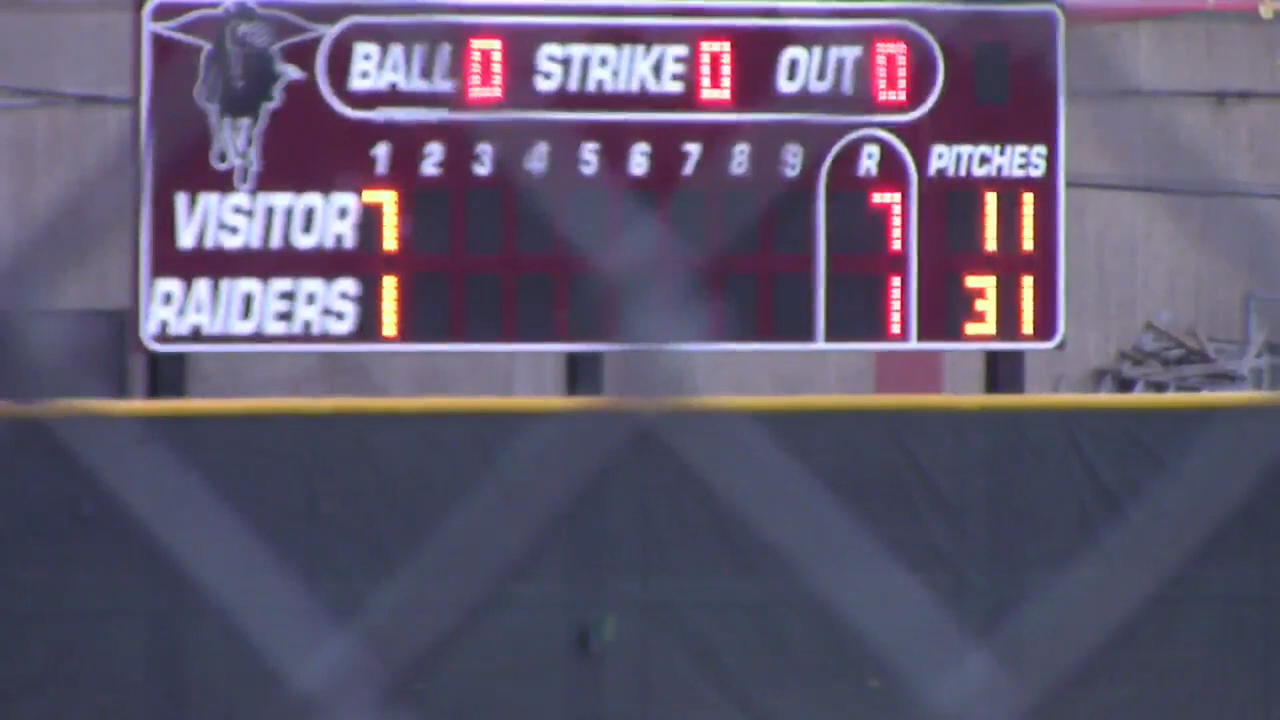 BALL 0 STRIKE 0 OUT 0
1 2 3 4 5 6 7 8 9 R PITCHES
VISITOR 7 7 11
RAIDERS 1 1 31